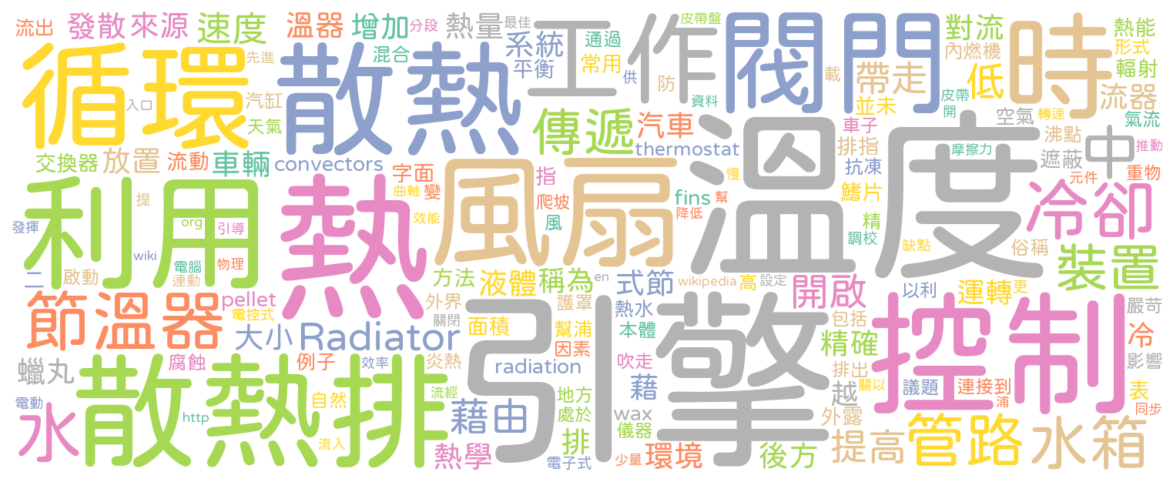 流出 發散 來源 速度 溫器 增加 分段 熱量 最佳 系統 工作 皮帶盤 閥門 對流 時 熱能
循環 先進 散熱 混合 平衡 通過 常用 供 防 載 帶走 低 內燃機 形式 輻射
入口 汽缸 天氣 傳遞 汽車 資料 並未 皮帶 開 空氣 流器 轉速 氣流
交換器 放置 流動 車輛 convectors 字面 thermostat 溫度 車子 排指 摩擦力 沸點 遮蔽 中 推動
利用 提 熱 曲軸 變 風扇 指 爬坡 fins 慢 抗凍 鰭片 元件 重物
發揮 org 引導 效能 風 降低 幫 精 調校 缺點 俗稱 冷卻
二 wiki 啟動 電腦 連動 物理 方法 液體 稱為 en 式節 wikipedia 高 設定 開啟 以利 運轉 更 裝置
節溫器 pellet 電控式 外界 關閉 護罩 熱水 引擎 包括 控制 嚴苛
大小 Radiator 面積 幫浦 本體 精確 冷
蠟丸 腐蝕 例子 效率 炎熱 radiation 因素 吹走 排出 關以 議題 連接到 影響
電動 水 散熱排 http 自然 流經 藉由 地方 藉 越 浦 表
流入 處於 wax 儀器 外露 管路 水箱 同步
熱學 電子式 排 少量 環境 後方 提高